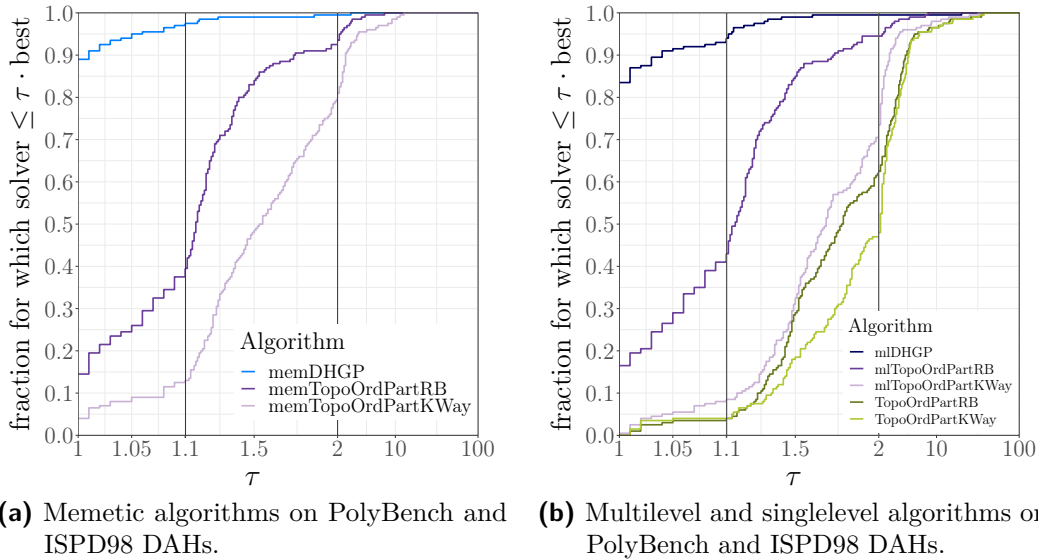 fraction for which solver ≤ τ · best
1.0
0.9
0.8
0.7
0.6
0.5
0.4
0.3
0.2
0.1
0.0
1
1.05
1.1
1.5
2
10
100
τ
Algorithm
memDHGP
memTopoOrdPartRB
memTopoOrdPartKWay
(a) Memetic algorithms on PolyBench and
ISPD98 DAHs.
fraction for which solver ≤ τ · best
1.0
0.9
0.8
0.7
0.6
0.5
0.4
0.3
0.2
0.1
0.0
1
1.05
1.1
1.5
2
10
100
τ
Algorithm
mlDHGP
mlTopoOrdPartRB
mlTopoOrdPartKWay
TopoOrdPartRB
TopoOrdPartKWay
(b) Multilevel and singlelevel algorithms on
PolyBench and ISPD98 DAHs.